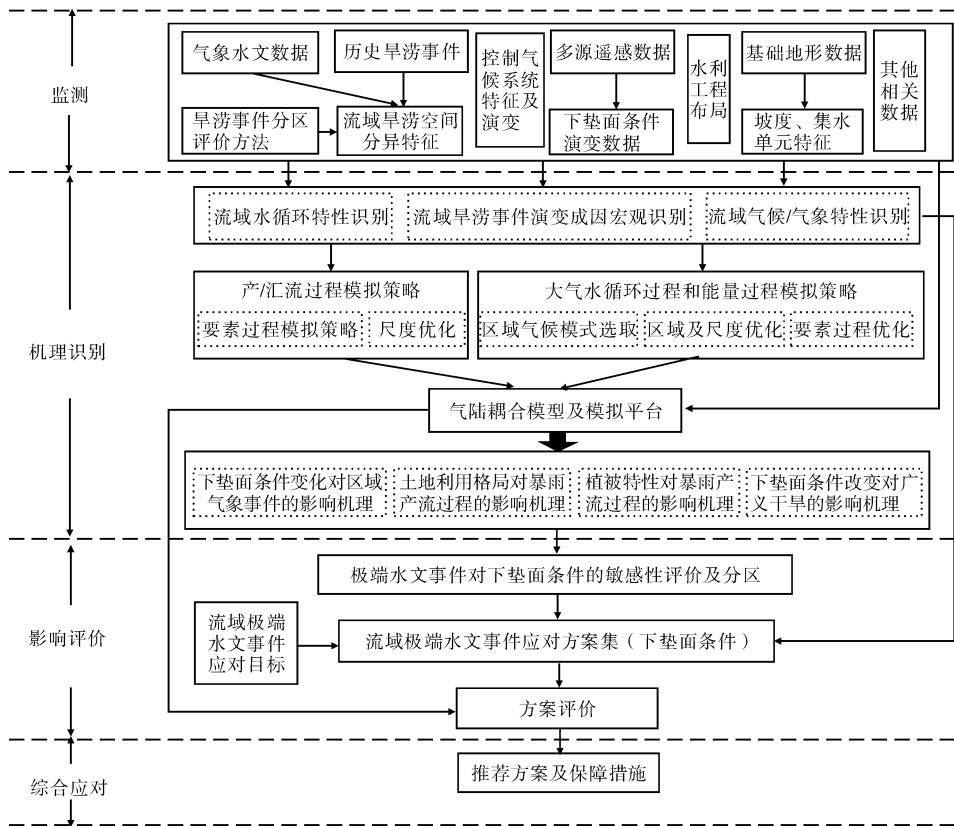 监测
气象水文数据
历史旱涝事件
控制气
候系统
特征及
演变
多源遥感数据
水利
工程
布局
基础地形数据
其他
相关
数据
旱涝事件分区
评价方法
流域旱涝空间
分异特征
下垫面条件
演变数据
坡度、集水
单元特征
机理识别
流域水循环特性识别
流域旱涝事件演变成因宏观识别
流域气候/气象特性识别
产/汇流过程模拟策略
要素过程模拟策略
尺度优化
大气水循环过程和能量过程模拟策略
区域气候模式选取
区域及尺度优化
要素过程优化
气陆耦合模型及模拟平台
下垫面条件变化对区域
气象事件的影响机理
土地利用格局对暴雨
产流过程的影响机理
植被特性对暴雨产
流过程的影响机理
下垫面条件改变对广
义干旱的影响机理
影响评价
极端水文事件对下垫面条件的敏感性评价及分区
流域极端
水文事件
应对目标
流域极端水文事件应对方案集（下垫面条件）
方案评价
综合应对
推荐方案及保障措施